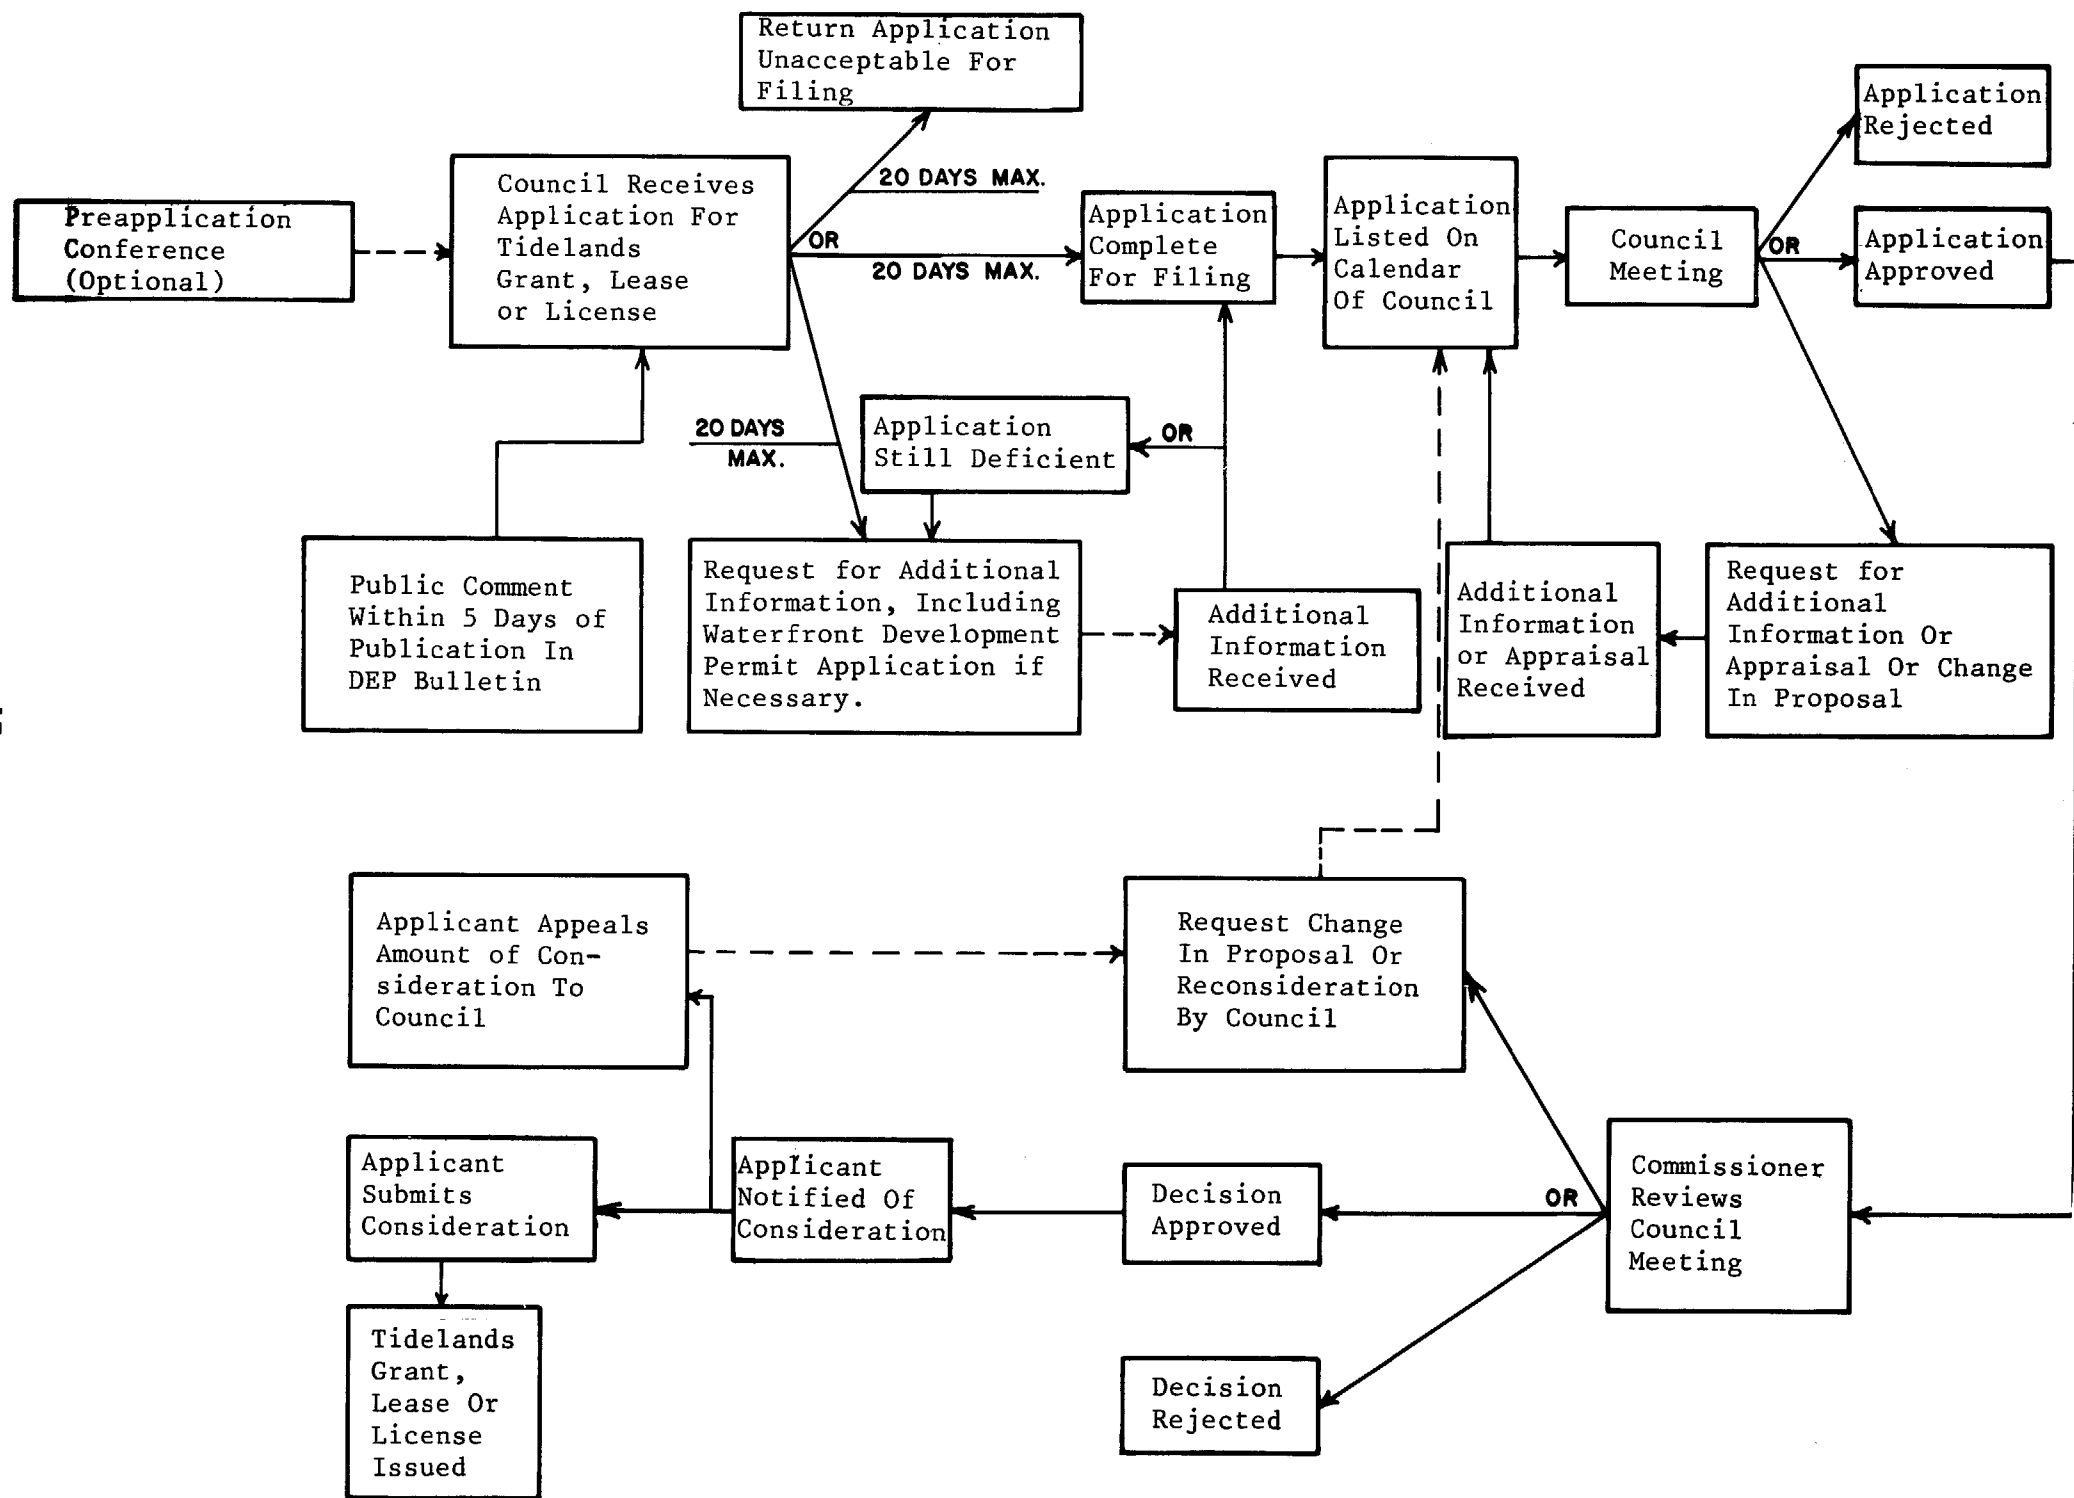 Return Application
Unacceptable For
Filing
Application
Rejected
Council Receives
Application For
Tidelands
Grant, Lease
or License
20 DAYS MAX.
Preapplication
Conference
(Optional)
OR
20 DAYS MAX.
Application
Complete
For Filing
Application
Listed On
Calendar
Of Council
Council
Meeting
OR
Application
Approved
20 DAYS
MAX.
Application
Still Deficient
OR
Public Comment
Within 5 Days of
Publication In
DEP Bulletin
Request for Additional
Information, Including
Waterfront Development
Permit Application if
Necessary.
Additional
Information
Received
Additional
Information
or Appraisal
Received
Request for
Additional
Information Or
Appraisal Or Change
In Proposal
Applicant Appeals
Amount of Con-
sideration To
Council
Request Change
In Proposal Or
Reconsideration
By Council
Applicant
Submits
Consideration
Applicant
Notified Of
Consideration
Decision
Approved
OR
Commissioner
Reviews
Council
Meeting
Tidelands
Grant,
Lease Or
License
Issued
Decision
Rejected